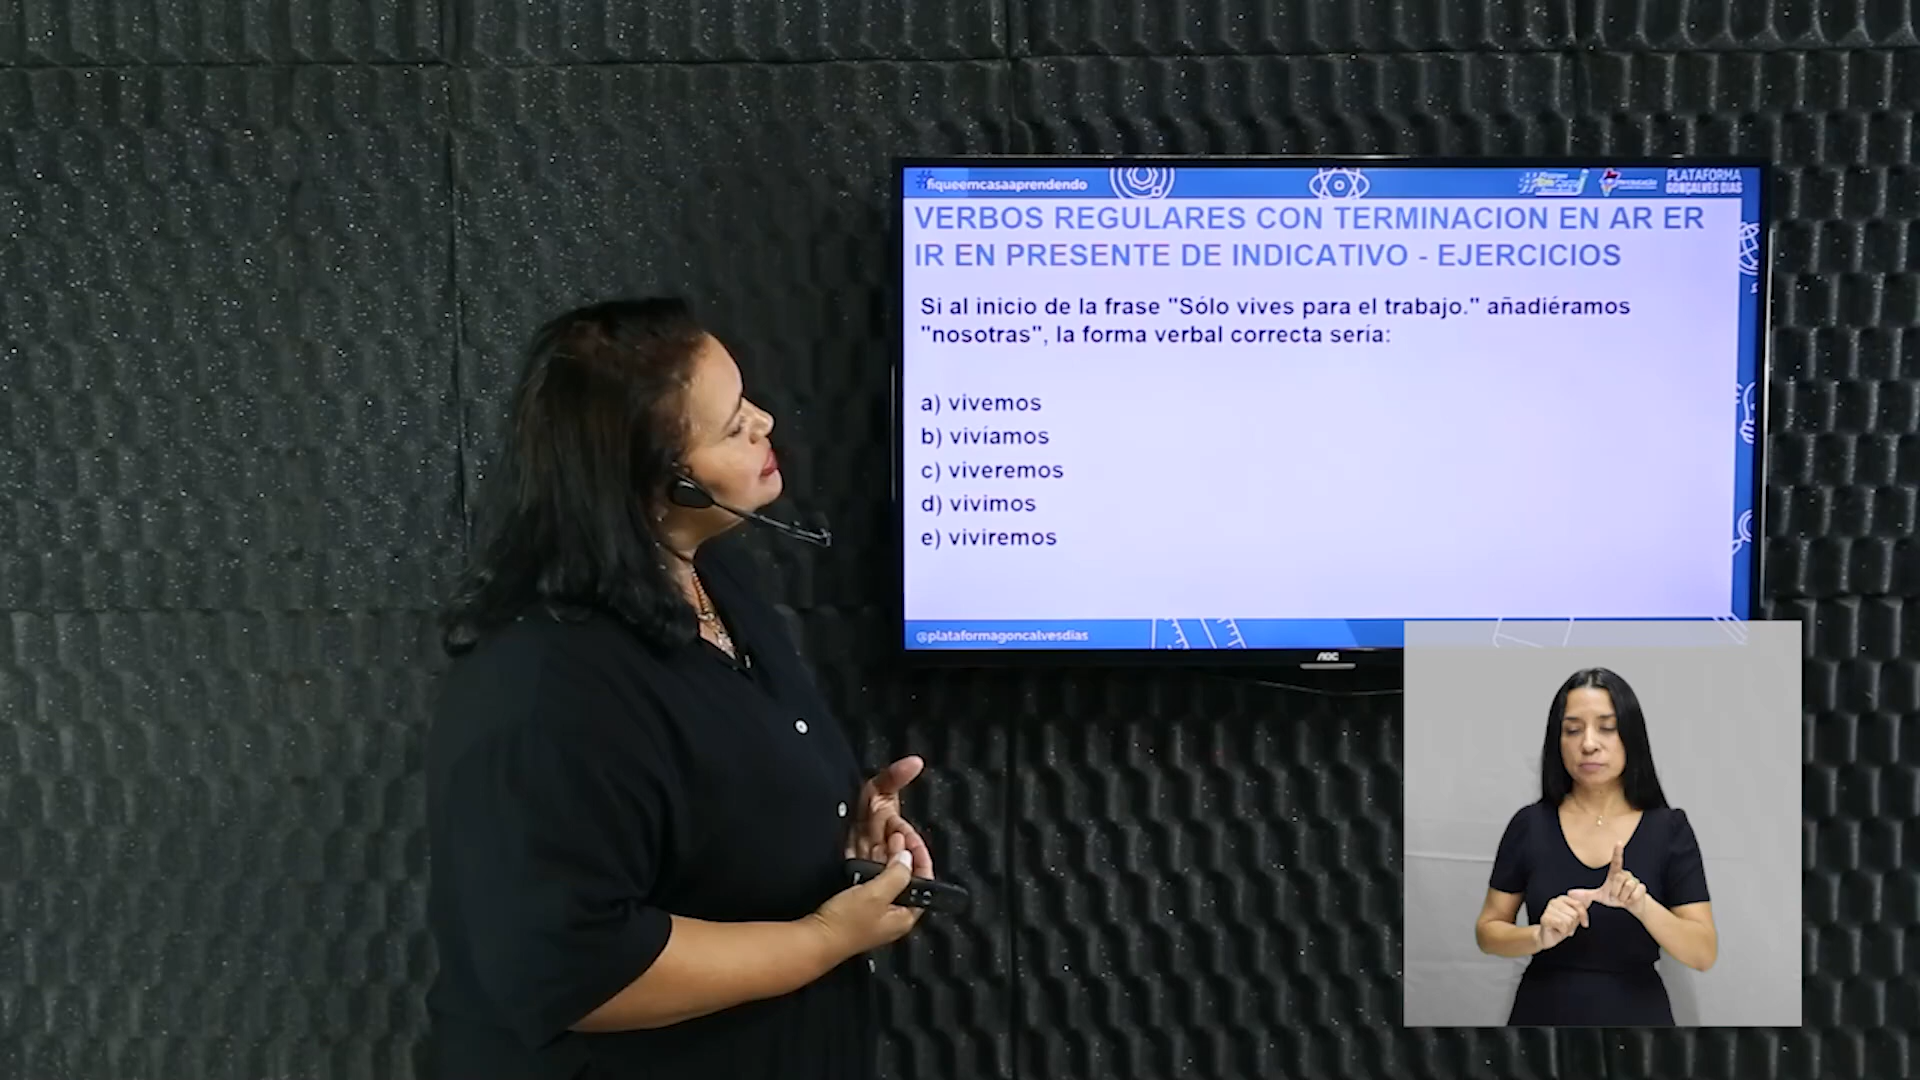 #fiqueemcasaaprendendo
PLATAFORMA
GONÇALVES DIAS
VERBOS REGULARES CON TERMINACION EN AR ER
IR EN PRESENTE DE INDICATIVO - EJERCICIOS
Si al inicio de la frase "Sólo vives para el trabajo." añadiéramos
"nosotras", la forma verbal correcta sería:
a) vivemos
b) vivíamos
c) viveremos
d) vivimos
e) viviremos
@plataformagoncalvesdias
AOC